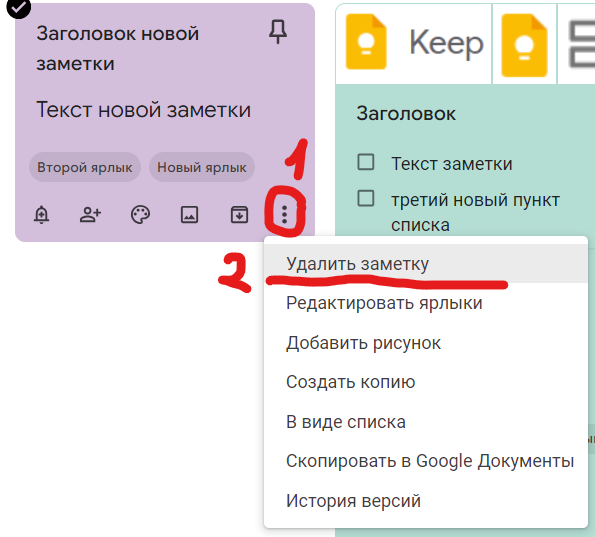 Заголовок новой
заметки
Текст новой заметки
Второй ярлык
Новый ярлык
1
2
Keep
Заголовок
Текст заметки
третий новый пункт
списка
Удалить заметку
Редактировать ярлыки
Добавить рисунок
Создать копию
В виде списка
Скопировать в Google Документы
История версий